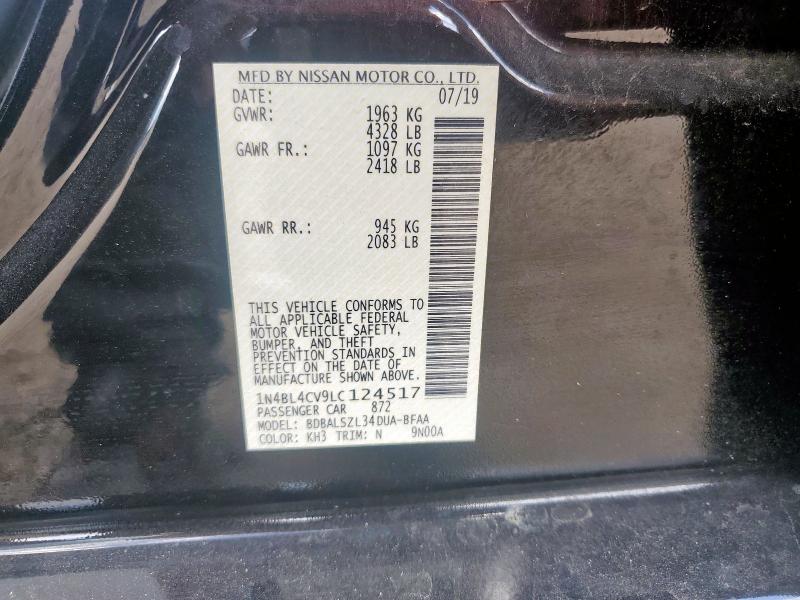 MFD BY NISSAN MOTOR CO., LTD.
DATE: 07/19
GVWR: 1963 KG
4328 LB
GAWR FR.: 1097 KG
2418 LB
GAWR RR.: 945 KG
2083 LB
THIS VEHICLE CONFORMS TO
ALL APPLICABLE FEDERAL
MOTOR VEHICLE SAFETY,
BUMPER, AND THEFT
PREVENTION STANDARDS IN
EFFECT ON THE DATE OF
MANUFACTURE SHOWN ABOVE.
1N4BL4CV9LC124517
PASSENGER CAR 872
MODEL: BDBALSZL34DUA-BFAA
COLOR: KH3 TRIM: N 9N00A